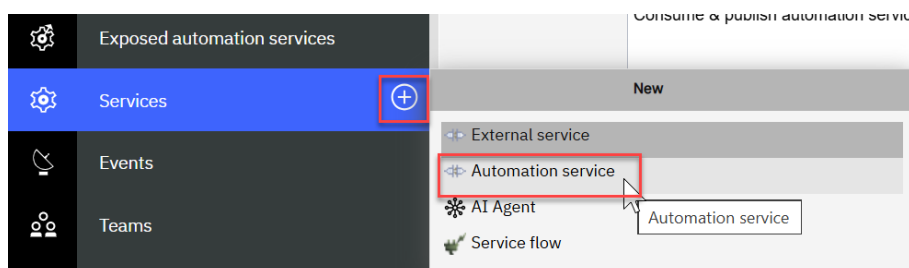 Consume & publish automation servic
Exposed automation services
New
Services
External service
Automation service
Events
AI Agent
Automation service
Teams
Service flow